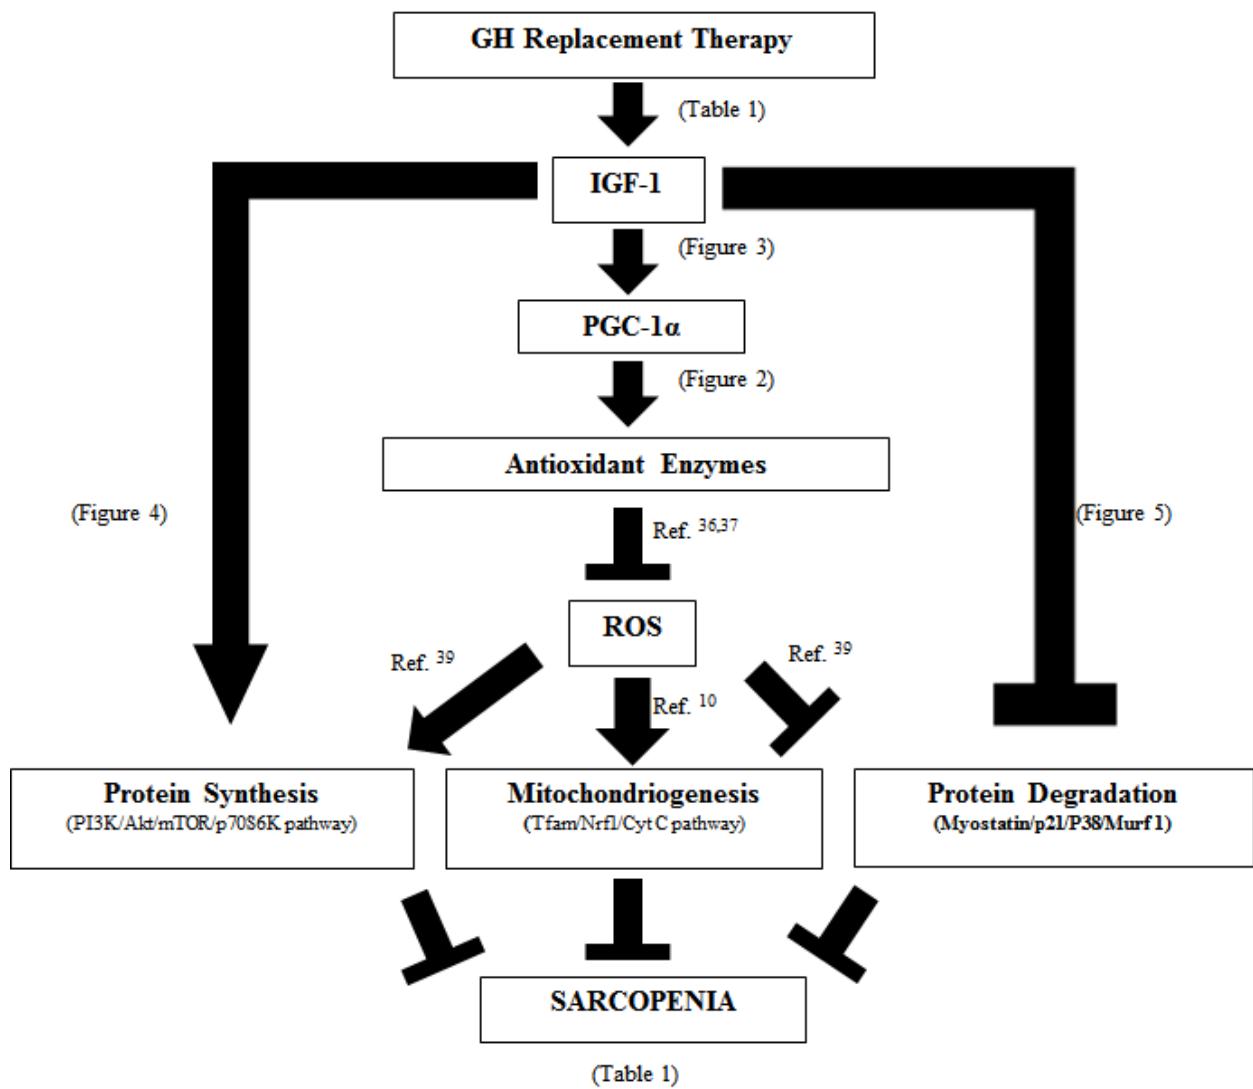 GH Replacement Therapy
(Table 1)
IGF-1
(Figure 3)
PGC-1α
(Figure 2)
Antioxidant Enzymes
(Figure 4)
(Figure 5)
Ref. 36,37
ROS
Ref. 39
Ref. 39
Ref. 10
Protein Synthesis
(PI3K/Akt/mTOR/p70S6K pathway)
Mitochondriogenesis
(Tfam/Nrf1/Cyt C pathway)
Protein Degradation
(Myostatin/p21/P38/Murf1)
SARCOPENIA
(Table 1)